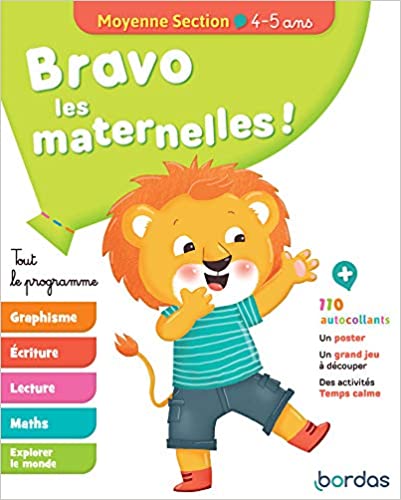 Moyenne Section • 4-5 ans
Bravo
les
maternelles !
Tout
le programme
Graphisme
Écriture
Lecture
Maths
Explorer
le monde
+
110
autocollants
Un poster
Un grand jeu
à découper
Des activités
Temps calme
bordas